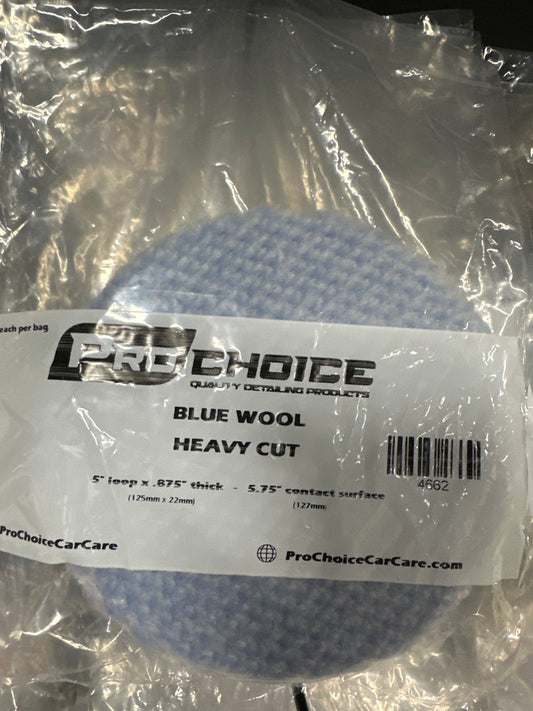 each per bag
PRO CHOICE
QUALITY DETAILING PRODUCTS
BLUE WOOL
HEAVY CUT
5" loop x .875" thick - 5.75" contact surface
(125mm x 22mm) (127mm)
4662
ProChoiceCarCare
ProChoiceCarCare.com